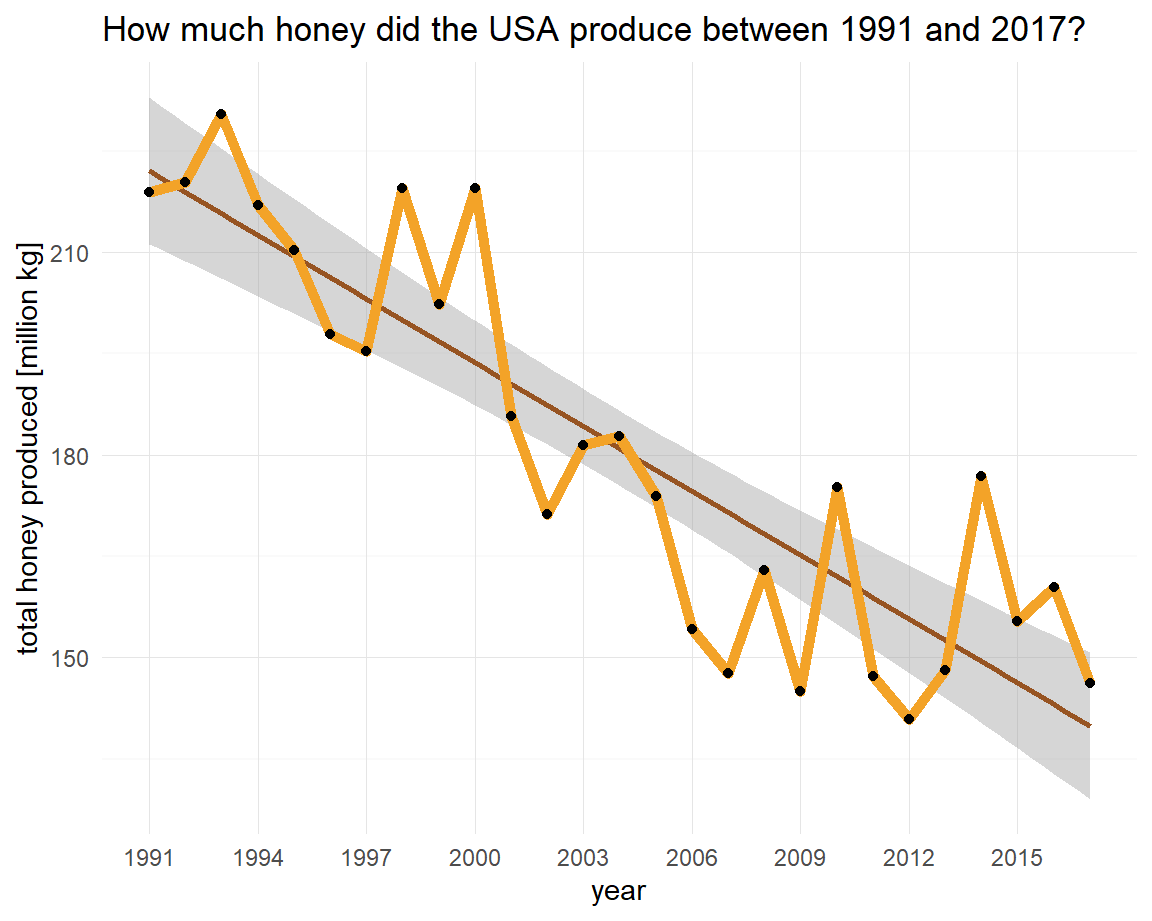 How much honey did the USA produce between 1991 and 2017?
total honey produced [million kg]
210
180
150
1991 1994 1997 2000 2003 2006 2009 2012 2015
year